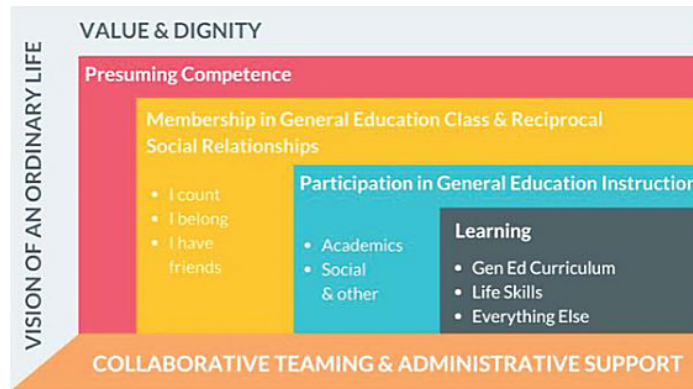 VALUE & DIGNITY
VISION OF AN ORDINARY LIFE
Presuming Competence
Membership in General Education Class & Reciprocal
Social Relationships
• I count
• I belong
• I have
friends
Participation in General Education Instruction
• Academics
• Social
& other
Learning
• Gen Ed Curriculum
• Life Skills
• Everything Else
COLLABORATIVE TEAMING & ADMINISTRATIVE SUPPORT